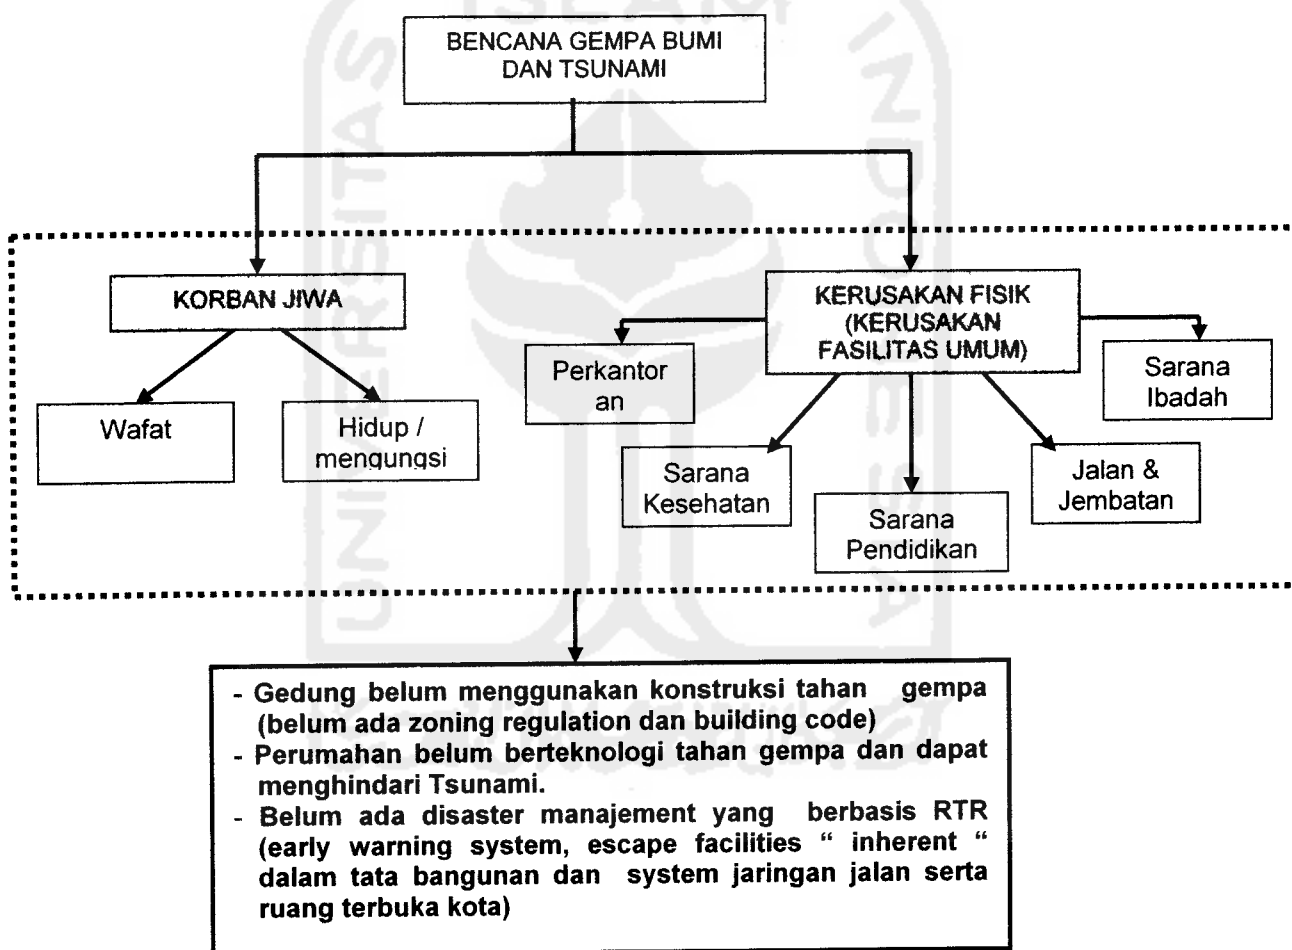 UNIVERSITAS
ISLAM
INDONESIA
BENCANA GEMPA BUMI
DAN TSUNAMI
KORBAN JIWA
KERUSAKAN FISIK
(KERUSAKAN
FASILITAS UMUM)
Wafat
Hidup /
mengungsi
Perkantor
an
Sarana
Kesehatan
Sarana
Pendidikan
Jalan &
Jembatan
Sarana
Ibadah
- Gedung belum menggunakan konstruksi tahan gempa
(belum ada zoning regulation dan building code)
- Perumahan belum berteknologi tahan gempa dan dapat
menghindari Tsunami.
- Belum ada disaster manajement yang berbasis RTR
(early warning system, escape facilities “ inherent “
dalam tata bangunan dan system jaringan jalan serta
ruang terbuka kota)